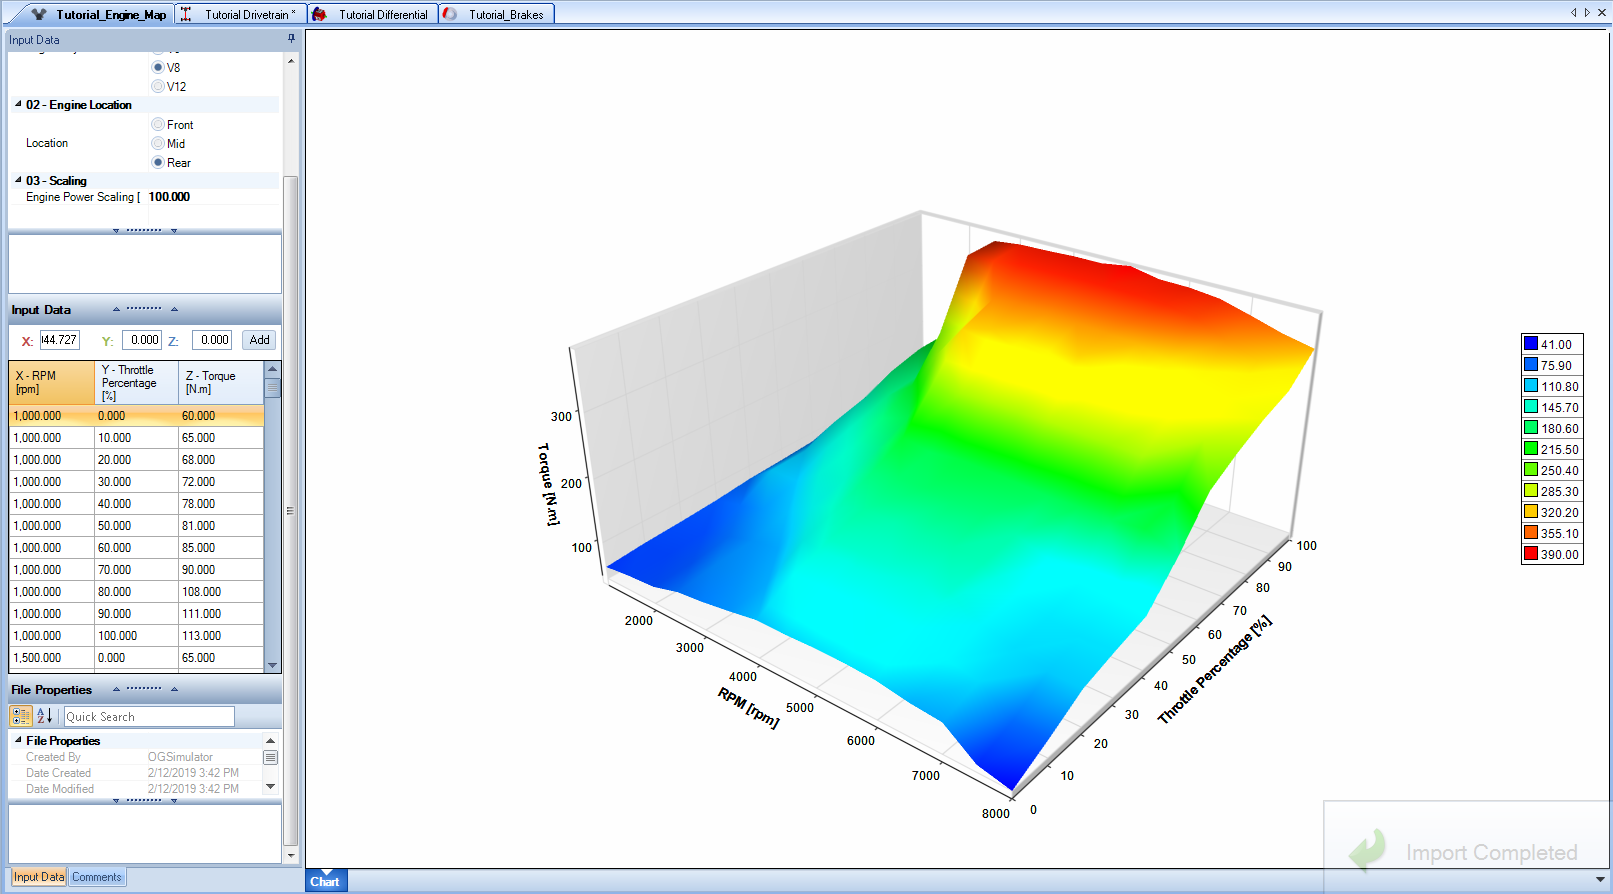 Tutorial_Engine_Map
Tutorial Drivetrain *
Tutorial Differential
Tutorial_Brakes
Input Data
V8
V12
02 - Engine Location
Location
Front
Mid
Rear
03 - Scaling
Engine Power Scaling [ 100.000
Input Data
X: 144.727 Y: 0.000 Z: 0.000 Add
X - RPM [rpm] Y - Throttle Percentage [%] Z - Torque [N.m]
1,000.000 0.000 60.000
1,000.000 10.000 65.000
1,000.000 20.000 68.000
1,000.000 30.000 72.000
1,000.000 40.000 78.000
1,000.000 50.000 81.000
1,000.000 60.000 85.000
1,000.000 70.000 90.000
1,000.000 80.000 108.000
1,000.000 90.000 111.000
1,000.000 100.000 113.000
1,500.000 0.000 65.000
File Properties
Quick Search
File Properties
Created By OGSimulator
Date Created 2/12/2019 3:42 PM
Date Modified 2/12/2019 3:42 PM
Input Data Comments
Chart
300
200
100
Torque [N.m]
2000
3000
4000
5000
6000
7000
8000
RPM [rpm]
0
10
20
30
40
50
60
70
80
90
100
Throttle Percentage [%]
41.00
75.90
110.80
145.70
180.60
215.50
250.40
285.30
320.20
355.10
390.00
Import Completed